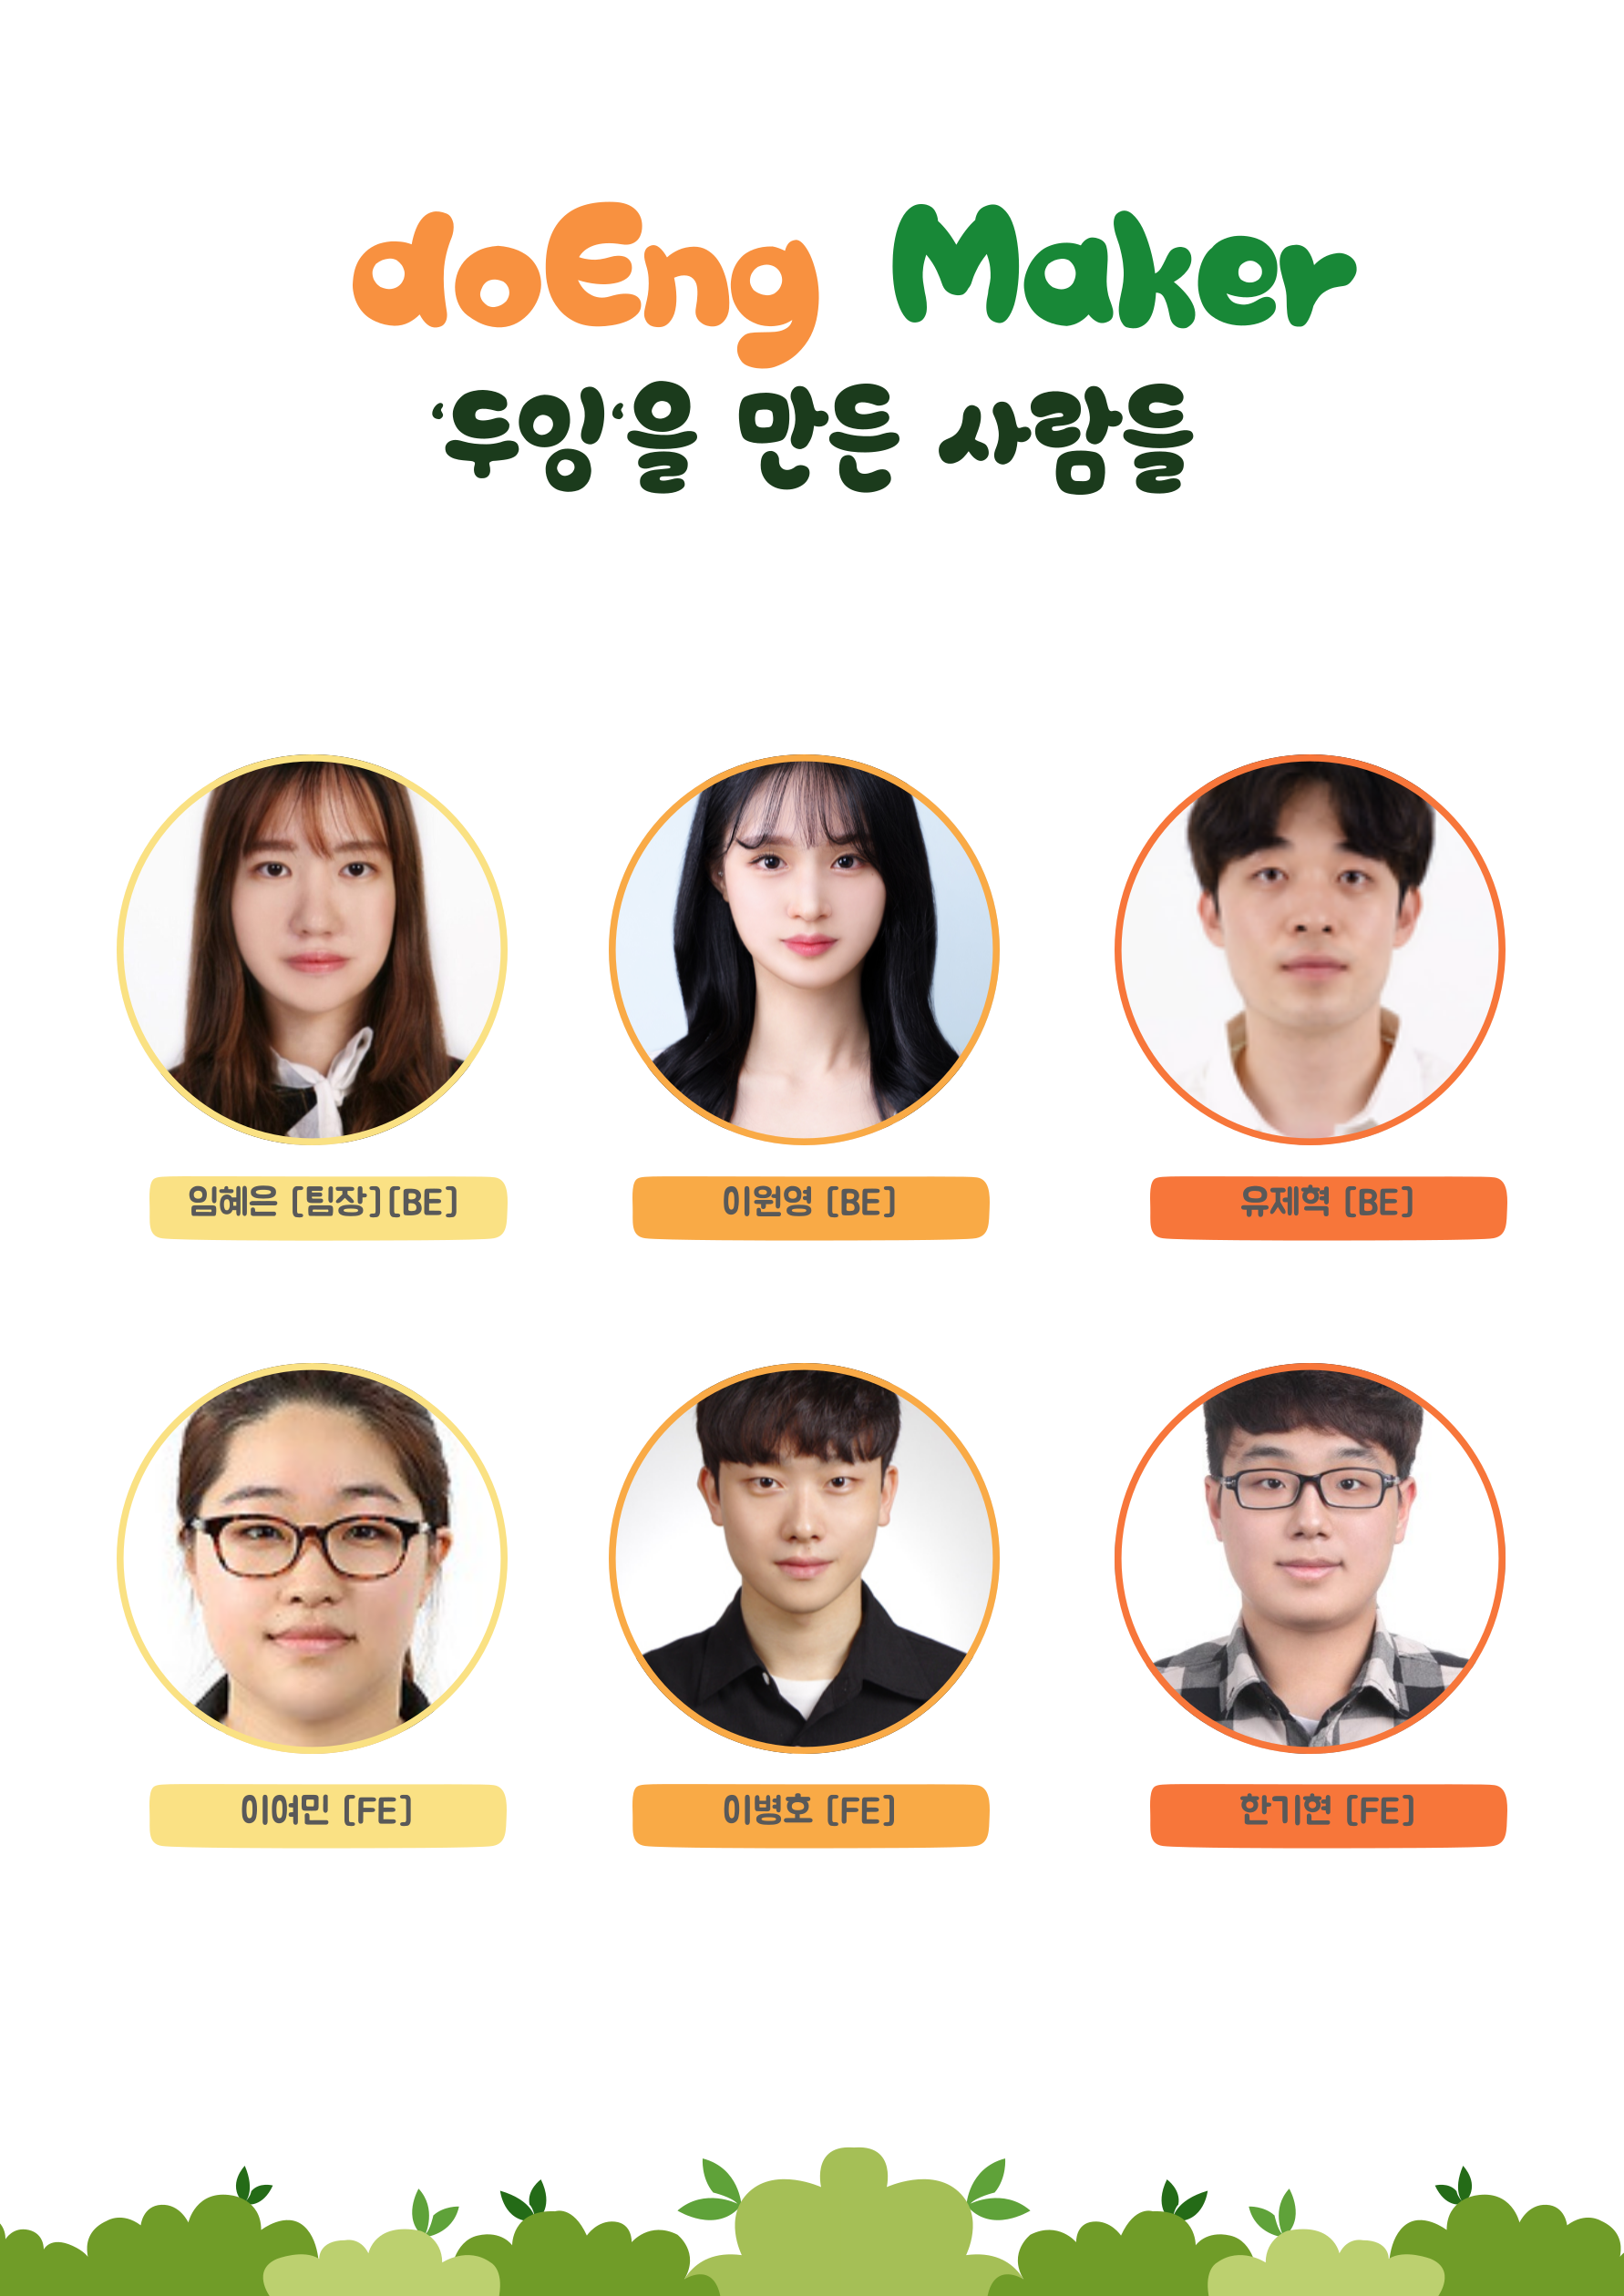 doEng Maker
'두잉'을 만든 사람들
임혜은 [팀장][BE]
이원영 [BE]
유제혁 [BE]
이여민 [FE]
이병호 [FE]
한기현 [FE]